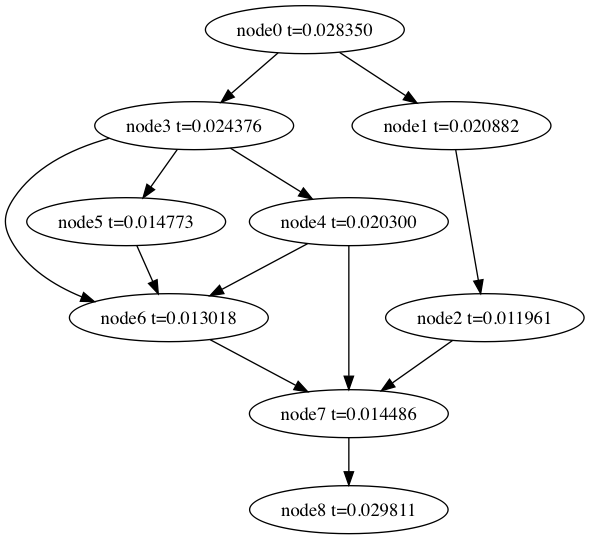 node0 t=0.028350
node3 t=0.024376
node1 t=0.020882
node5 t=0.014773
node4 t=0.020300
node6 t=0.013018
node2 t=0.011961
node7 t=0.014486
node8 t=0.029811